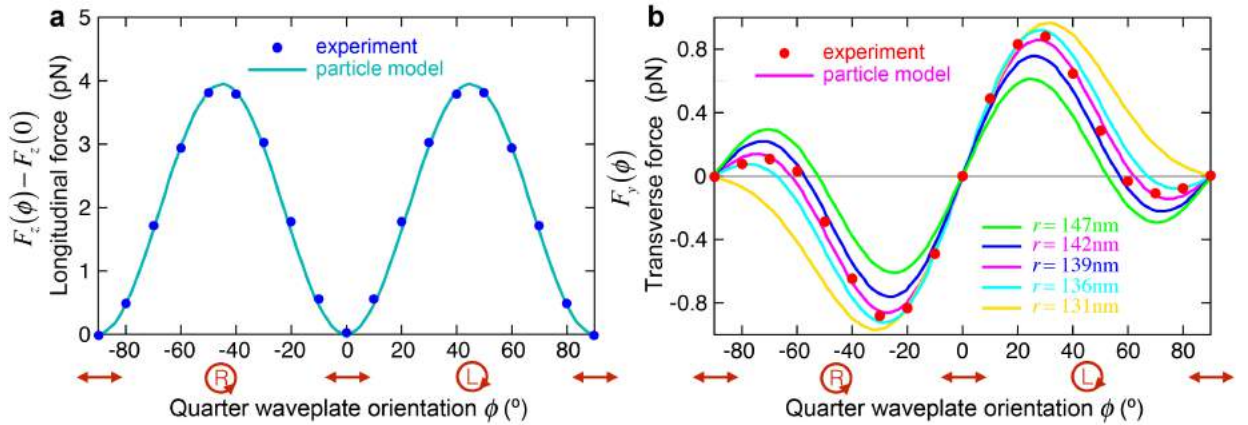 a
F_z(ϕ) − F_z(0)
Longitudinal force (pN)
5
4
3
2
1
0
experiment
particle model
-80 -60 -40 -20 0 20 40 60 80
R L
Quarter waveplate orientation ϕ (º)
b
F_y(ϕ)
Transverse force (pN)
0.8
0.4
0
-0.4
-0.8
experiment
particle model
r = 147nm
r = 142nm
r = 139nm
r = 136nm
r = 131nm
-80 -60 -40 -20 0 20 40 60 80
R L
Quarter waveplate orientation ϕ (º)